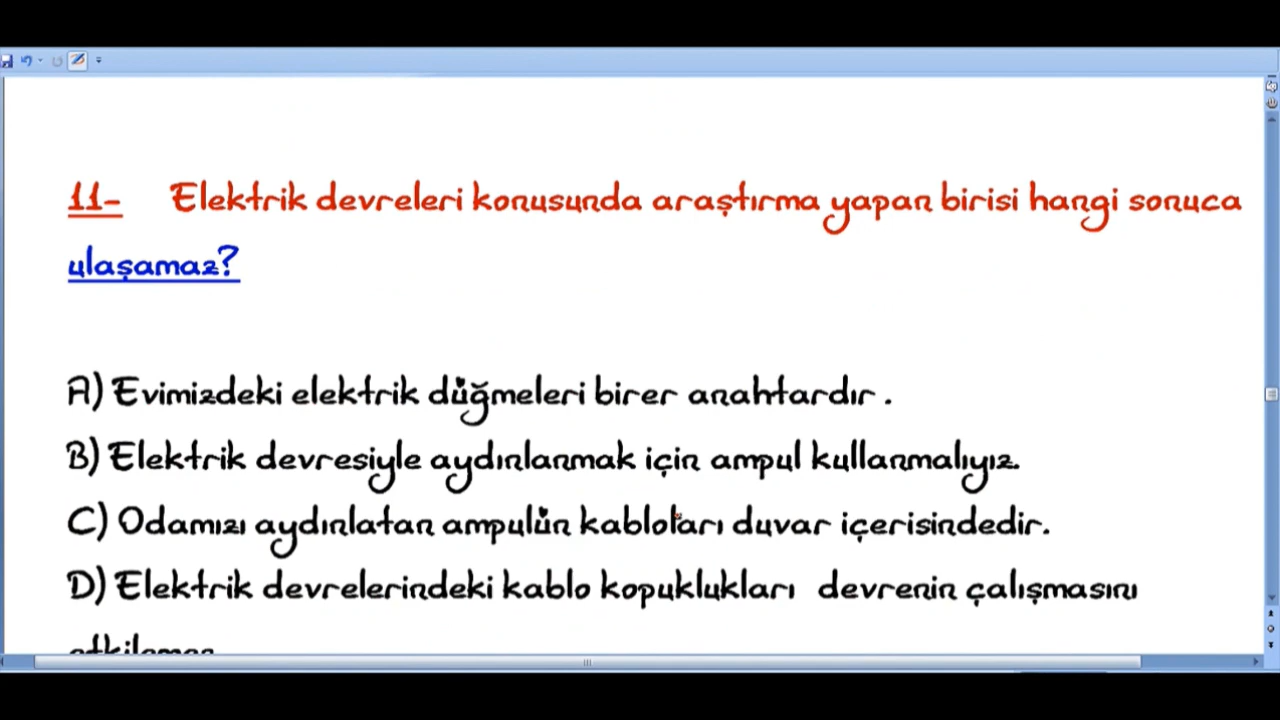 11- Elektrik devreleri konusunda araştırma yapan birisi hangi sonuca
ulaşamaz?
A) Evimizdeki elektrik düğmeleri birer anahtardır .
B) Elektrik devresiyle aydınlanmak için ampul kullanmalıyız.
C) Odamızı aydınlatan ampulün kabloları duvar içerisindedir.
D) Elektrik devrelerindeki kablo kopuklukları devrenin çalışmasını
etkilemez